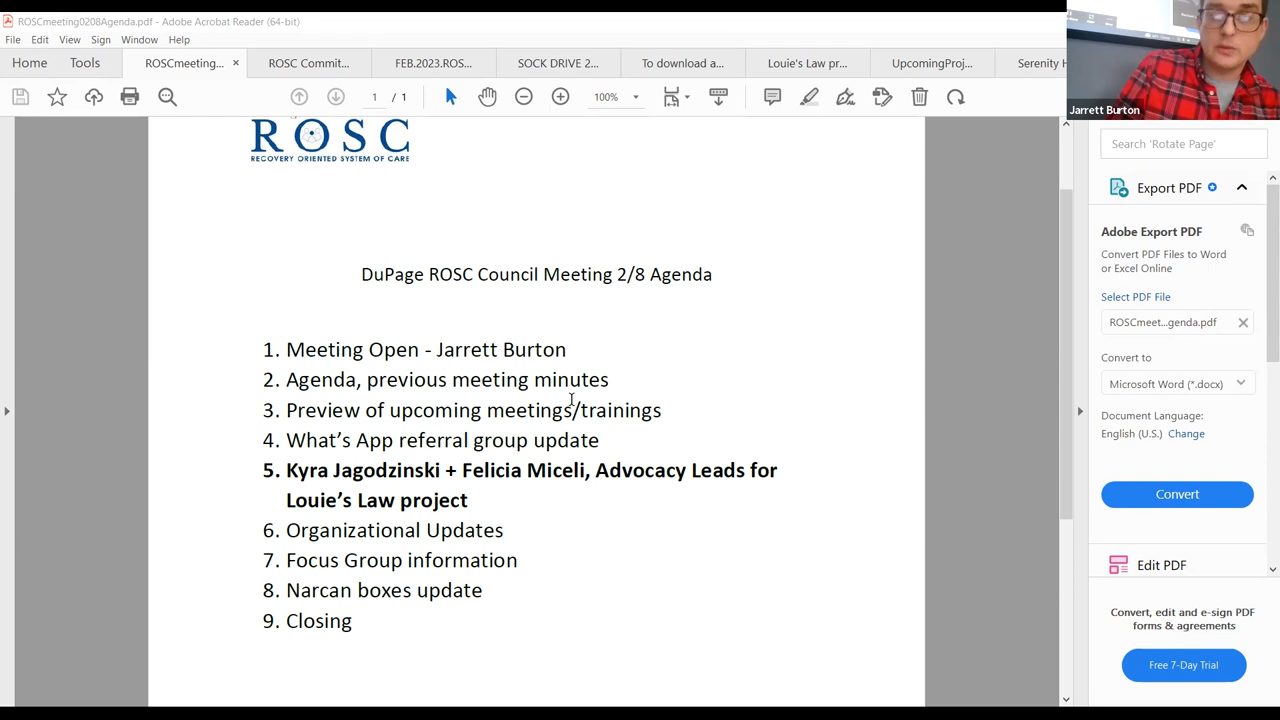 ROSCmeeting0208Agenda.pdf - Adobe Acrobat Reader (64-bit)
File Edit View Sign Window Help
Home Tools ROSCmeeting... × ROSC Commit... FEB.2023.ROS... SOCK DRIVE 2... To download a... Louie's Law pr... UpcomingProj... Serenity H
1 / 1 100%
Jarrett Burton
ROSC
RECOVERY ORIENTED SYSTEM OF CARE
DuPage ROSC Council Meeting 2/8 Agenda
1. Meeting Open - Jarrett Burton
2. Agenda, previous meeting minutes
3. Preview of upcoming meetings/trainings
4. What's App referral group update
5. Kyra Jagodzinski + Felicia Miceli, Advocacy Leads for
Louie's Law project
6. Organizational Updates
7. Focus Group information
8. Narcan boxes update
9. Closing
Search 'Rotate Page'
Export PDF
Adobe Export PDF
Convert PDF Files to Word
or Excel Online
Select PDF File
ROSCmeet...genda.pdf
Convert to
Microsoft Word (*.docx)
Document Language:
English (U.S.) Change
Convert
Edit PDF
Convert, edit and e-sign PDF
forms & agreements
Free 7-Day Trial